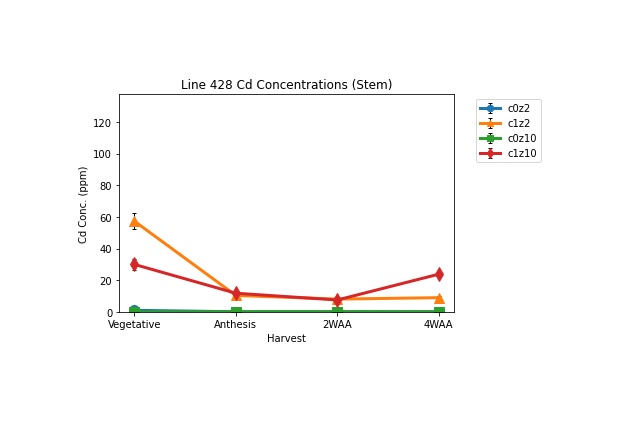 Line 428 Cd Concentrations (Stem)
c0z2
c1z2
c0z10
c1z10
Cd Conc. (ppm)
120
100
80
60
40
20
0
Vegetative Anthesis 2WAA 4WAA
Harvest